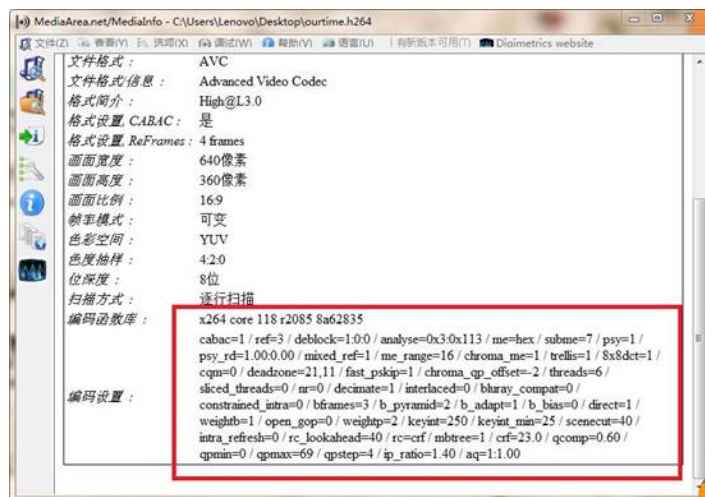 MediaArea.net/MediaInfo - C:\Users\Lenovo\Desktop\ourtime.h264
文件(Z) 查看(V) 选项(X) 调试(W) 帮助(V) 语言(U) 有新版本可用(T) Digimetrics website
文件格式 : AVC
文件格式/信息 : Advanced Video Codec
格式简介 : High@L3.0
格式设置, CABAC : 是
格式设置, ReFrames : 4 frames
画面宽度 : 640像素
画面高度 : 360像素
画面比例 : 16:9
帧率模式 : 可变
色彩空间 : YUV
色度抽样 : 4:2:0
位深度 : 8位
扫描方式 : 逐行扫描
编码函数库 : x264 core 118 r2085 8a62835
编码设置 : cabac=1 / ref=3 / deblock=1:0:0 / analyse=0x3:0x113 / me=hex / subme=7 / psy=1 /
psy_rd=1.00:0.00 / mixed_ref=1 / me_range=16 / chroma_me=1 / trellis=1 / 8x8dct=1 /
cqm=0 / deadzone=21,11 / fast_pskip=1 / chroma_qp_offset=-2 / threads=6 /
sliced_threads=0 / nr=0 / decimate=1 / interlaced=0 / bluray_compat=0 /
constrained_intra=0 / bframes=3 / b_pyramid=2 / b_adapt=1 / b_bias=0 / direct=1 /
weightb=1 / open_gop=0 / weightp=2 / keyint=250 / keyint_min=25 / scenecut=40 /
intra_refresh=0 / rc_lookahead=40 / rc=crf / mbtree=1 / crf=23.0 / qcomp=0.60 /
qpmin=0 / qpmax=69 / qpstep=4 / ip_ratio=1.40 / aq=1:1.00